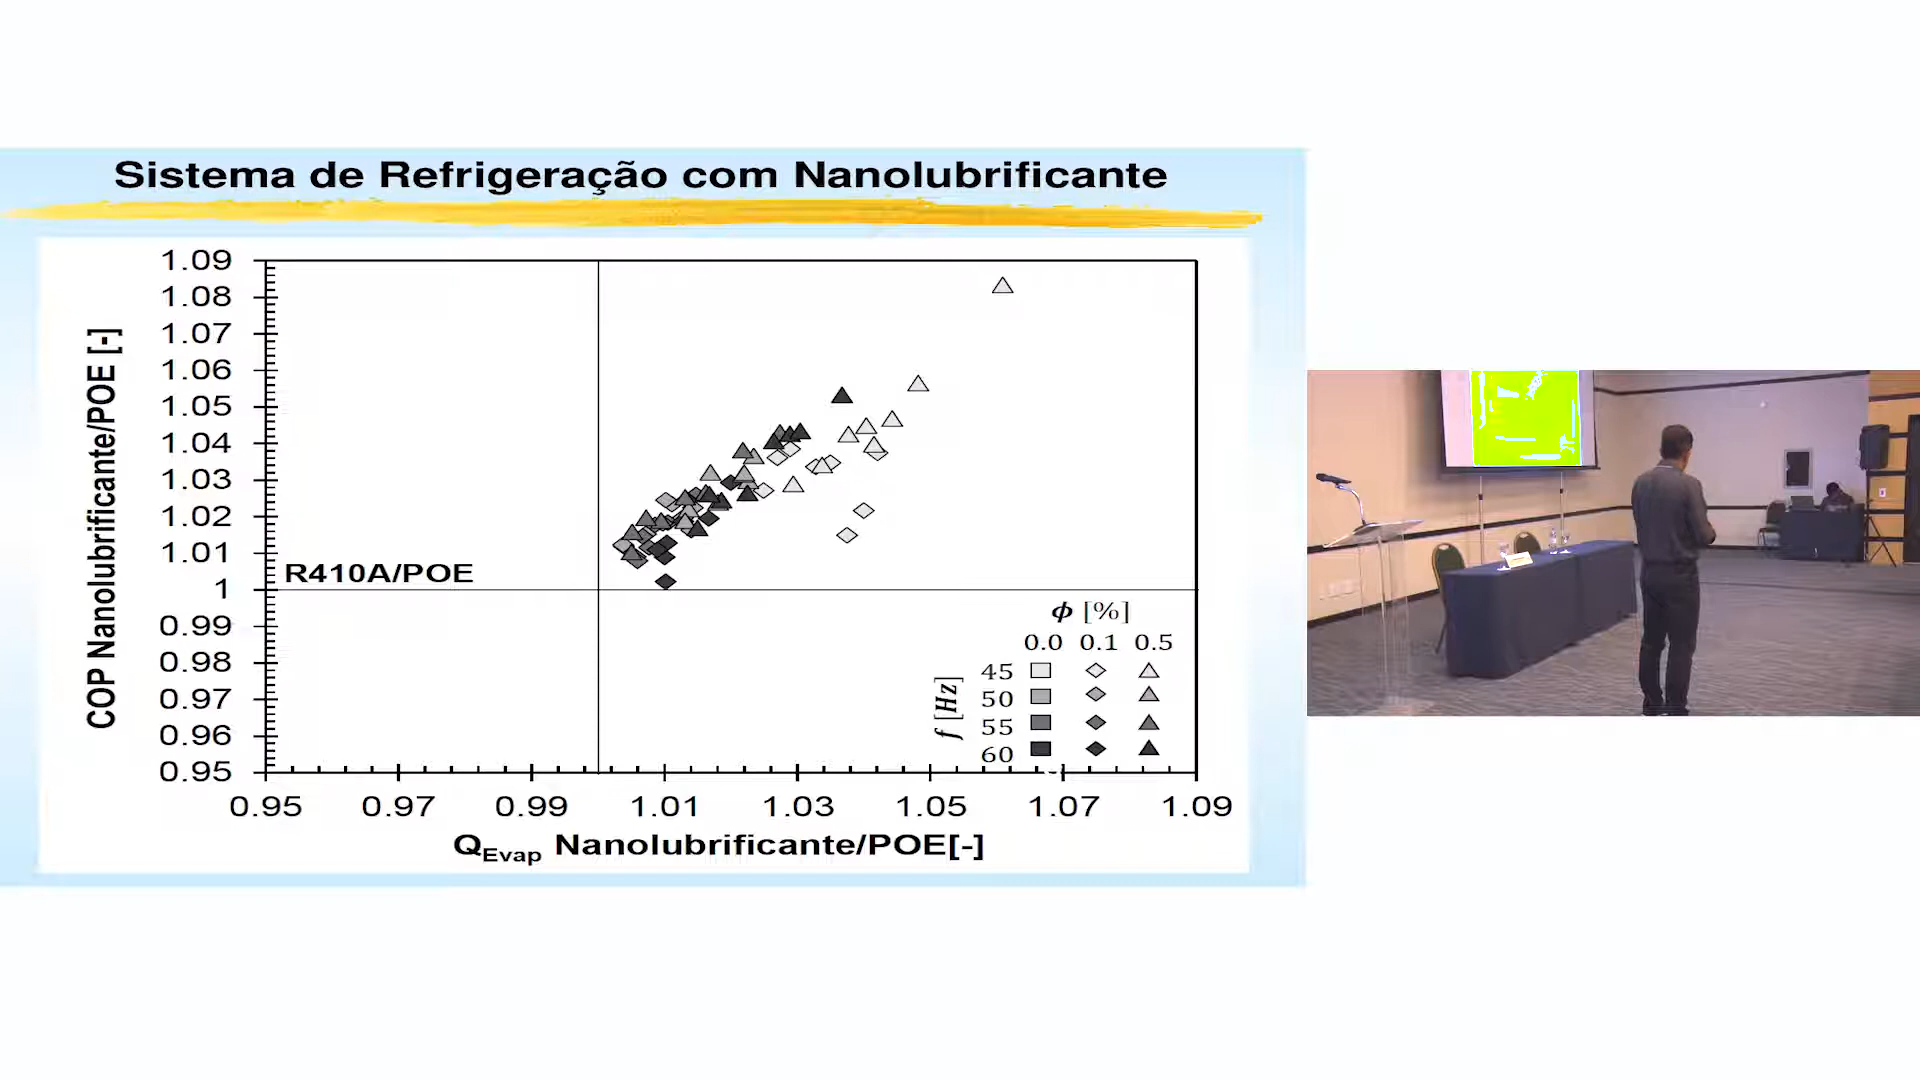 Sistema de Refrigeração com Nanolubrificante
COP Nanolubrificante/POE [-]
1.09
1.08
1.07
1.06
1.05
1.04
1.03
1.02
1.01
1
0.99
0.98
0.97
0.96
0.95
R410A/POE
ϕ [%]
0.0 0.1 0.5
f [Hz]
45
50
55
60
0.95 0.97 0.99 1.01 1.03 1.05 1.07 1.09
QEvap Nanolubrificante/POE[-]